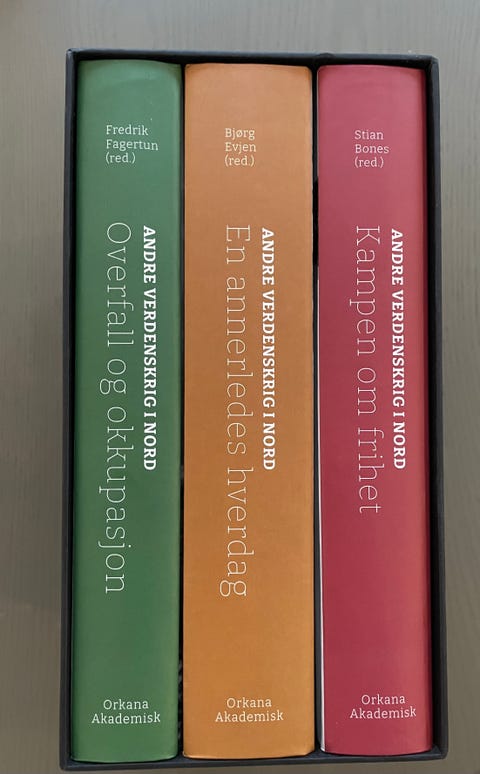 Fredrik
Fagertun
(red.)
ANDRE VERDENSKRIG I NORD
Overfall og okkupasjon
Orkana
Akademisk
Bjørg
Evjen
(red.)
ANDRE VERDENSKRIG I NORD
En annerledes hverdag
Orkana
Akademisk
Stian
Bones
(red.)
ANDRE VERDENSKRIG I NORD
Kampen om frihet
Orkana
Akademisk